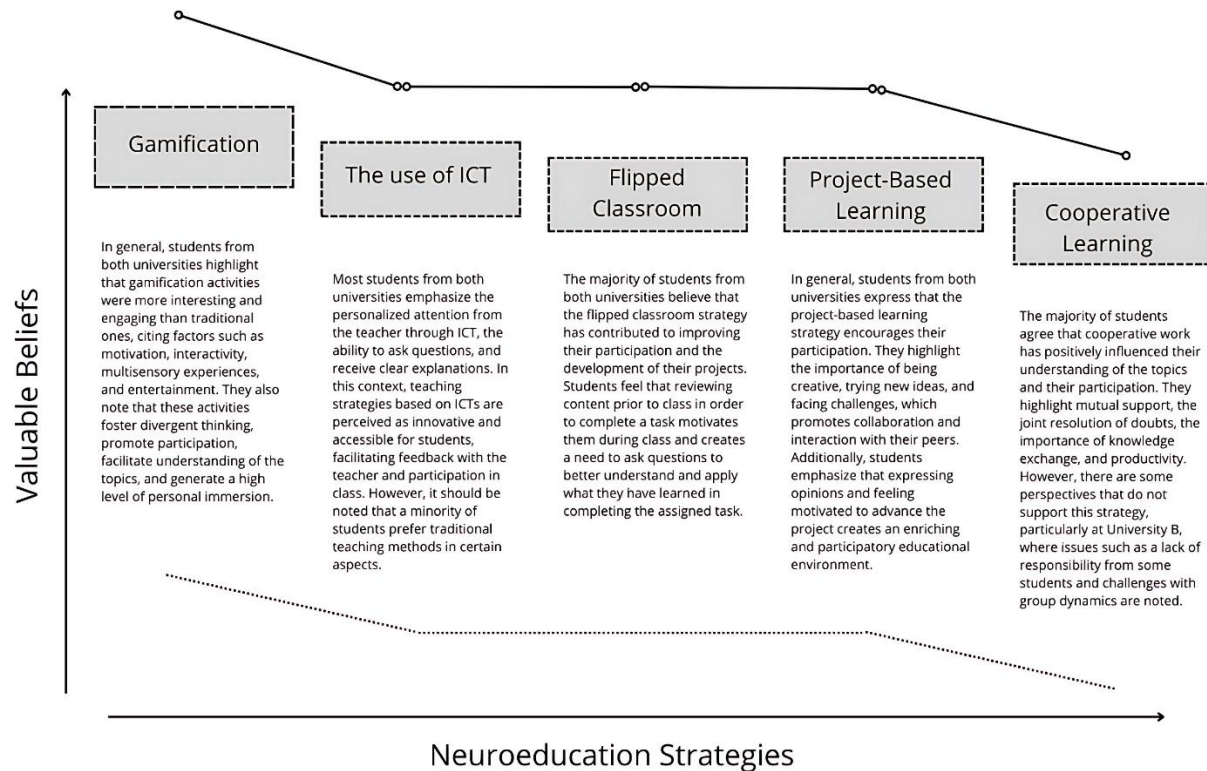 Valuable Beliefs
Gamification
In general, students from
both universities highlight
that gamification activities
were more interesting and
engaging than traditional
ones, citing factors such as
motivation, interactivity,
multisensory experiences,
and entertainment. They also
note that these activities
foster divergent thinking,
promote participation,
facilitate understanding of the
topics, and generate a high
level of personal immersion.
The use of ICT
Most students from both
universities emphasize the
personalized attention from
the teacher through ICT, the
ability to ask questions, and
receive clear explanations. In
this context, teaching
strategies based on ICTs are
perceived as innovative and
accessible for students,
facilitating feedback with the
teacher and participation in
class. However, it should be
noted that a minority of
students prefer traditional
teaching methods in certain
aspects.
Flipped
Classroom
The majority of students from
both universities believe that
the flipped classroom strategy
has contributed to improving
their participation and the
development of their projects.
Students feel that reviewing
content prior to class in order
to complete a task motivates
them during class and creates
a need to ask questions to
better understand and apply
what they have learned in
completing the assigned task.
Project-Based
Learning
In general, students from both
universities express that the
project-based learning
strategy encourages their
participation. They highlight
the importance of being
creative, trying new ideas, and
facing challenges, which
promotes collaboration and
interaction with their peers.
Additionally, students
emphasize that expressing
opinions and feeling
motivated to advance the
project creates an enriching
and participatory educational
environment.
Cooperative
Learning
The majority of students
agree that cooperative work
has positively influenced their
understanding of the topics
and their participation. They
highlight mutual support, the
joint resolution of doubts, the
importance of knowledge
exchange, and productivity.
However, there are some
perspectives that do not
support this strategy,
particularly at University B,
where issues such as a lack of
responsibility from some
students and challenges with
group dynamics are noted.
Neuroeducation Strategies